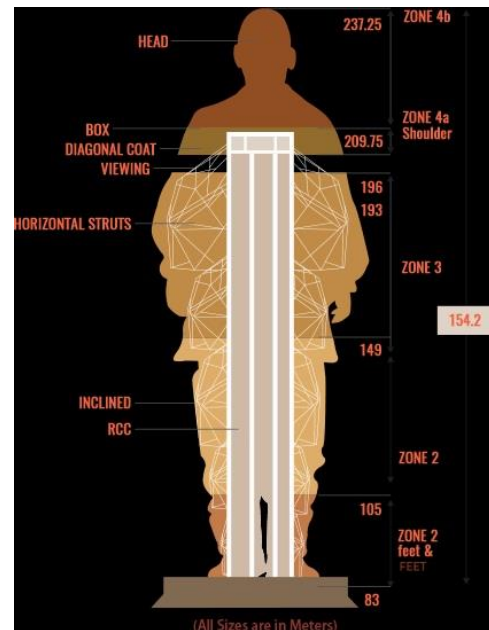 ZONE 4b
237.25
HEAD
ZONE 4a
Shoulder
BOX
DIAGONAL COAT
209.75
VIEWING
196
193
HORIZONTAL STRUTS
ZONE 3
154.2
149
INCLINED
RCC
ZONE 2
105
ZONE 2
feet &
FEET
83
(All Sizes are in Meters)